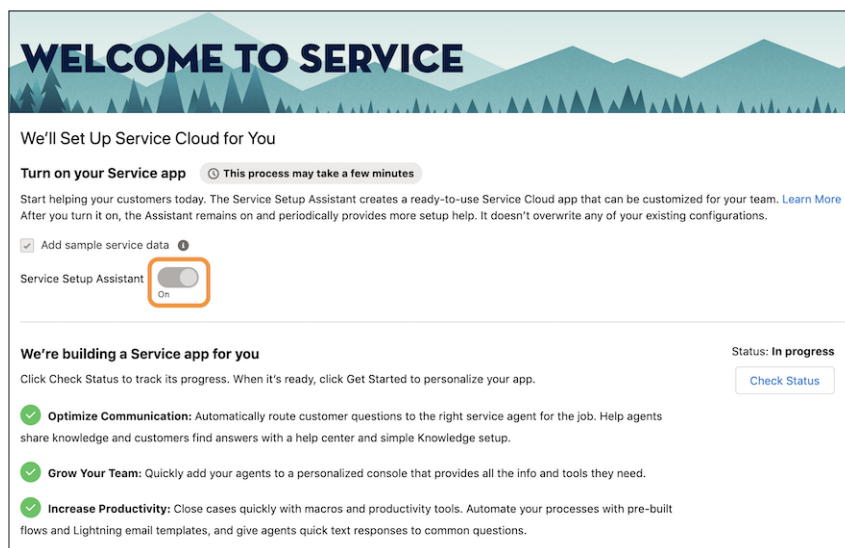 WELCOME TO SERVICE
We'll Set Up Service Cloud for You
Turn on your Service app This process may take a few minutes
Start helping your customers today. The Service Setup Assistant creates a ready-to-use Service Cloud app that can be customized for your team. Learn More
After you turn it on, the Assistant remains on and periodically provides more setup help. It doesn't overwrite any of your existing configurations.
Add sample service data
Service Setup Assistant
On
We're building a Service app for you
Status: In progress
Click Check Status to track its progress. When it's ready, click Get Started to personalize your app.
Check Status
Optimize Communication: Automatically route customer questions to the right service agent for the job. Help agents
share knowledge and customers find answers with a help center and simple Knowledge setup.
Grow Your Team: Quickly add your agents to a personalized console that provides all the info and tools they need.
Increase Productivity: Close cases quickly with macros and productivity tools. Automate your processes with pre-built
flows and Lightning email templates, and give agents quick text responses to common questions.